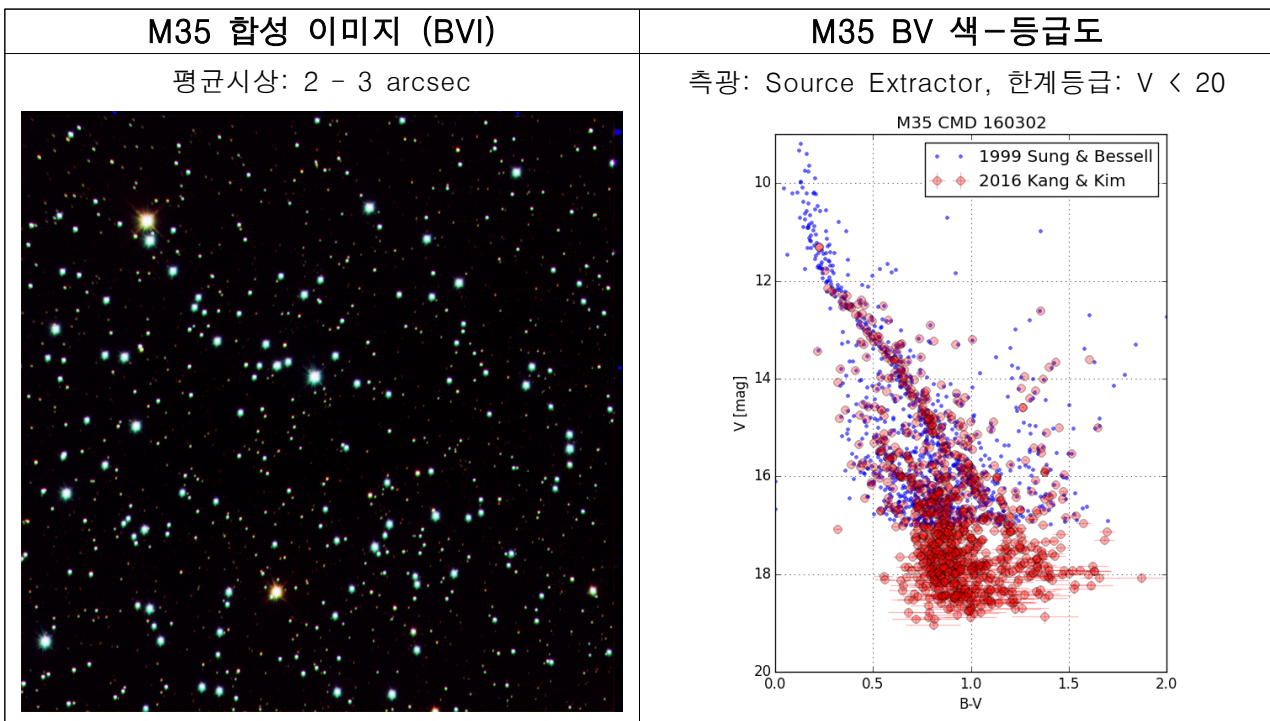 M35 합성 이미지 (BVI)
M35 BV 색-등급도
평균시상: 2 - 3 arcsec
측광: Source Extractor, 한계등급: V < 20
M35 CMD 160302
1999 Sung & Bessell
2016 Kang & Kim
10
12
14
16
18
20
V [mag]
0.0 0.5 1.0 1.5 2.0
B-V